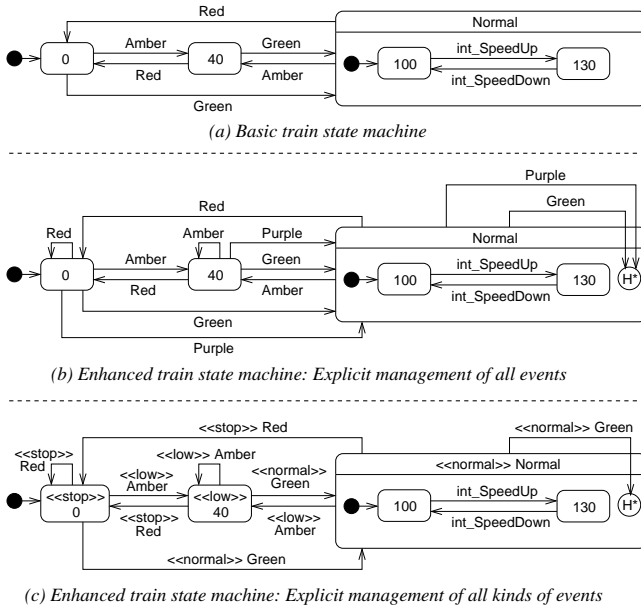 Red
Normal
Amber
Green
int_SpeedUp
0
40
100
130
Red
Amber
int_SpeedDown
Green
(a) Basic train state machine
Purple
Green
Red
Red
Amber
Purple
Normal
Amber
Green
int_SpeedUp
0
40
100
130
H*
Red
Amber
int_SpeedDown
Green
Purple
(b) Enhanced train state machine: Explicit management of all events
<<stop>> Red
<<normal>> Green
<<stop>>
Red
<<low>> Amber
<<normal>> Normal
<<low>>
Amber
<<normal>>
Green
int_SpeedUp
<<stop>>
0
<<low>>
40
100
130
H*
<<stop>>
Red
<<low>>
Amber
int_SpeedDown
<<normal>> Green
(c) Enhanced train state machine: Explicit management of all kinds of events